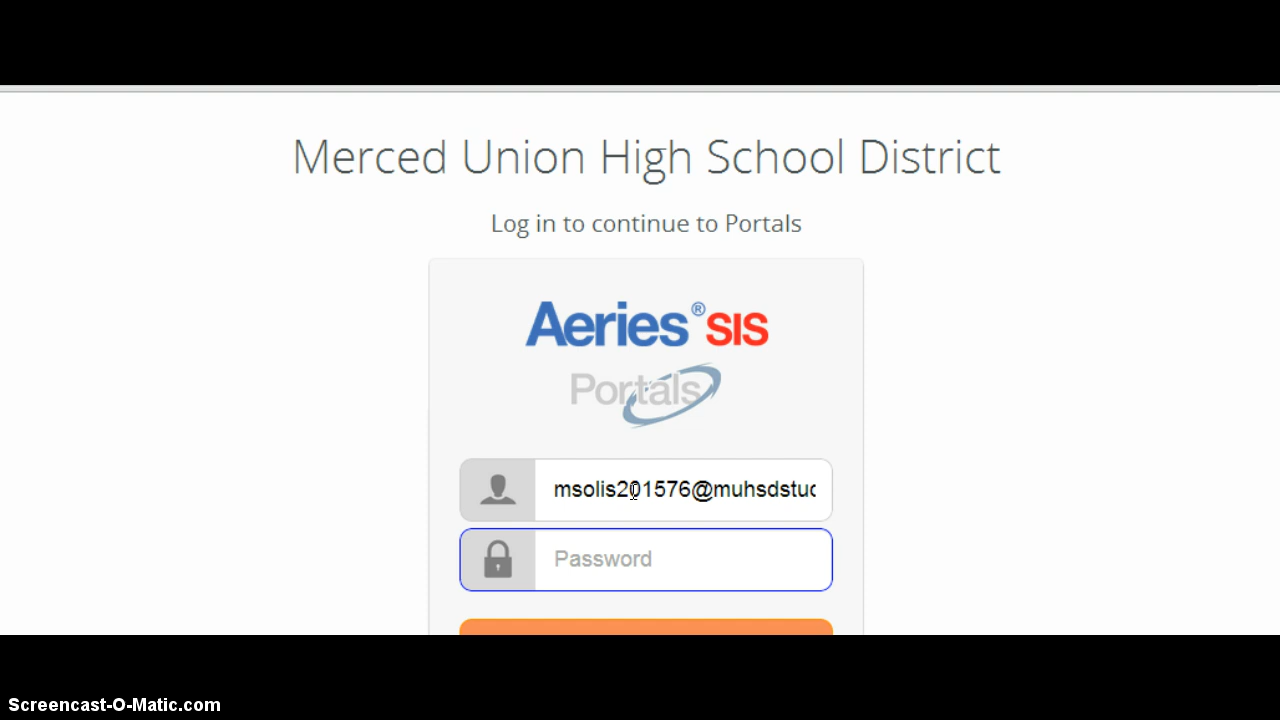 Merced Union High School District
Log in to continue to Portals
Aeries® SIS
Portals
msolis201576@muhsdstuc
Password
Screencast-O-Matic.com